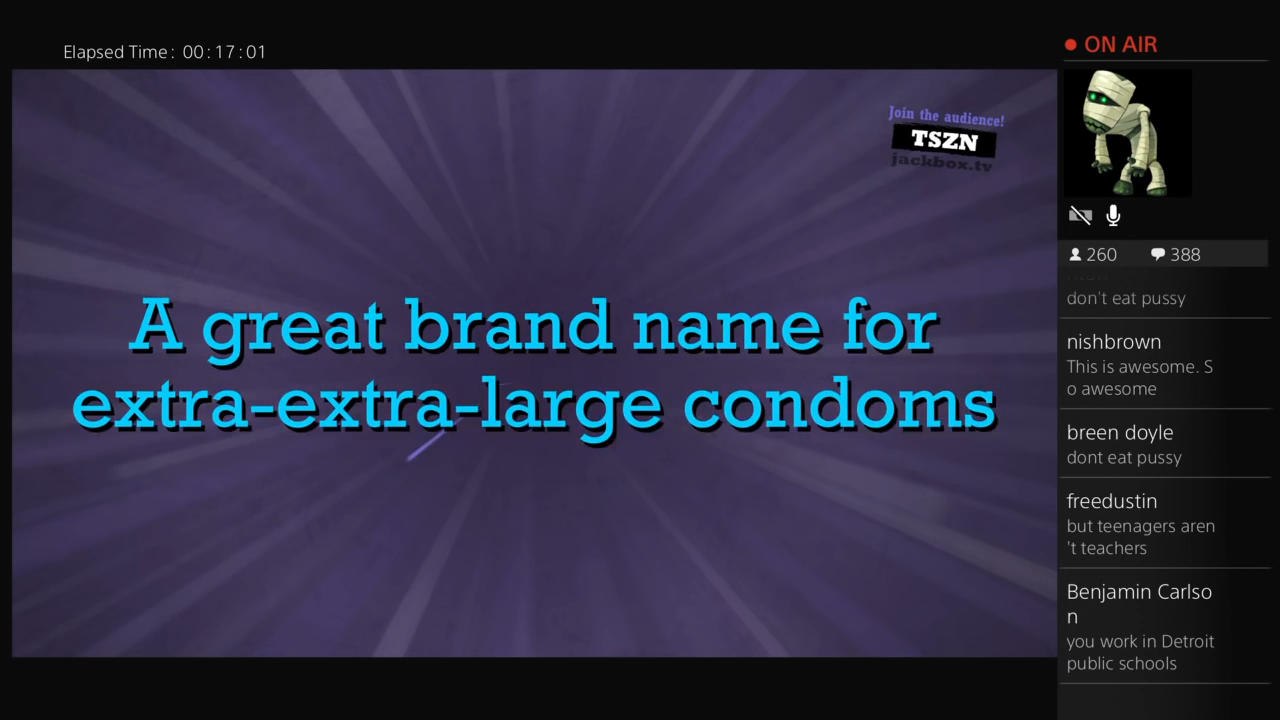 Elapsed Time: 00:17:01
ON AIR
Join the audience!
TSZN
jackbox.tv
A great brand name for
extra-extra-large condoms
260 388
don't eat pussy
nishbrown
This is awesome. S
o awesome
breen doyle
dont eat pussy
freedustin
but teenagers aren
't teachers
Benjamin Carlso
n
you work in Detroit
public schools